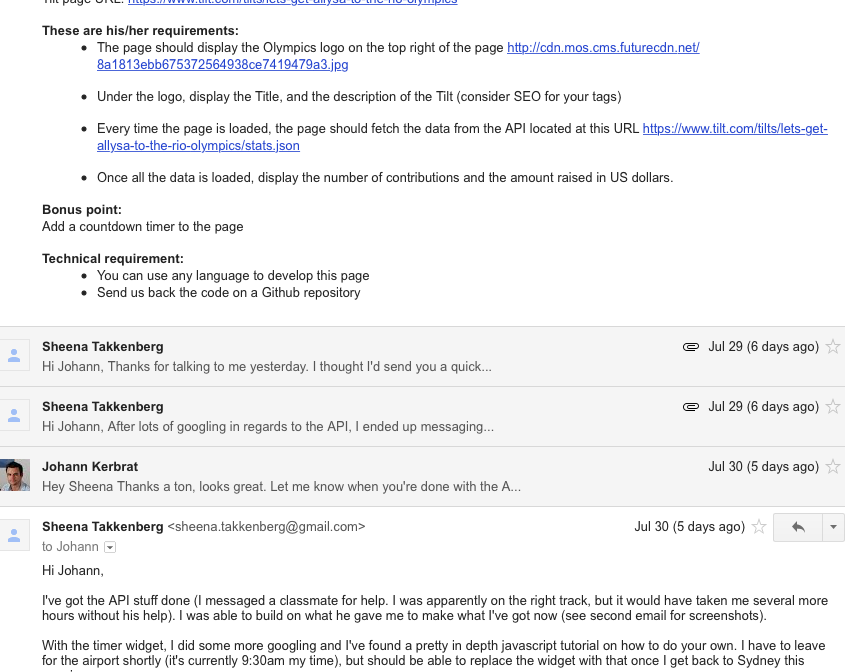 Tilt page URL: https://www.tilt.com/tilts/lets-get-allysa-to-the-rio-olympics
These are his/her requirements:
The page should display the Olympics logo on the top right of the page http://cdn.mos.cms.futurecdn.net/
8a1813ebb675372564938ce7419479a3.jpg
Under the logo, display the Title, and the description of the Tilt (consider SEO for your tags)
Every time the page is loaded, the page should fetch the data from the API located at this URL https://www.tilt.com/tilts/lets-get-
allysa-to-the-rio-olympics/stats.json
Once all the data is loaded, display the number of contributions and the amount raised in US dollars.
Bonus point:
Add a countdown timer to the page
Technical requirement:
You can use any language to develop this page
Send us back the code on a Github repository
Sheena Takkenberg Jul 29 (6 days ago)
Hi Johann, Thanks for talking to me yesterday. I thought I'd send you a quick...
Sheena Takkenberg Jul 29 (6 days ago)
Hi Johann, After lots of googling in regards to the API, I ended up messaging...
Johann Kerbrat Jul 30 (5 days ago)
Hey Sheena Thanks a ton, looks great. Let me know when you're done with the A...
Sheena Takkenberg <sheena.takkenberg@gmail.com> Jul 30 (5 days ago)
to Johann
Hi Johann,
I've got the API stuff done (I messaged a classmate for help. I was apparently on the right track, but it would have taken me several more
hours without his help). I was able to build on what he gave me to make what I've got now (see second email for screenshots).
With the timer widget, I did some more googling and I've found a pretty in depth javascript tutorial on how to do your own. I have to leave
for the airport shortly (it's currently 9:30am my time), but should be able to replace the widget with that once I get back to Sydney this